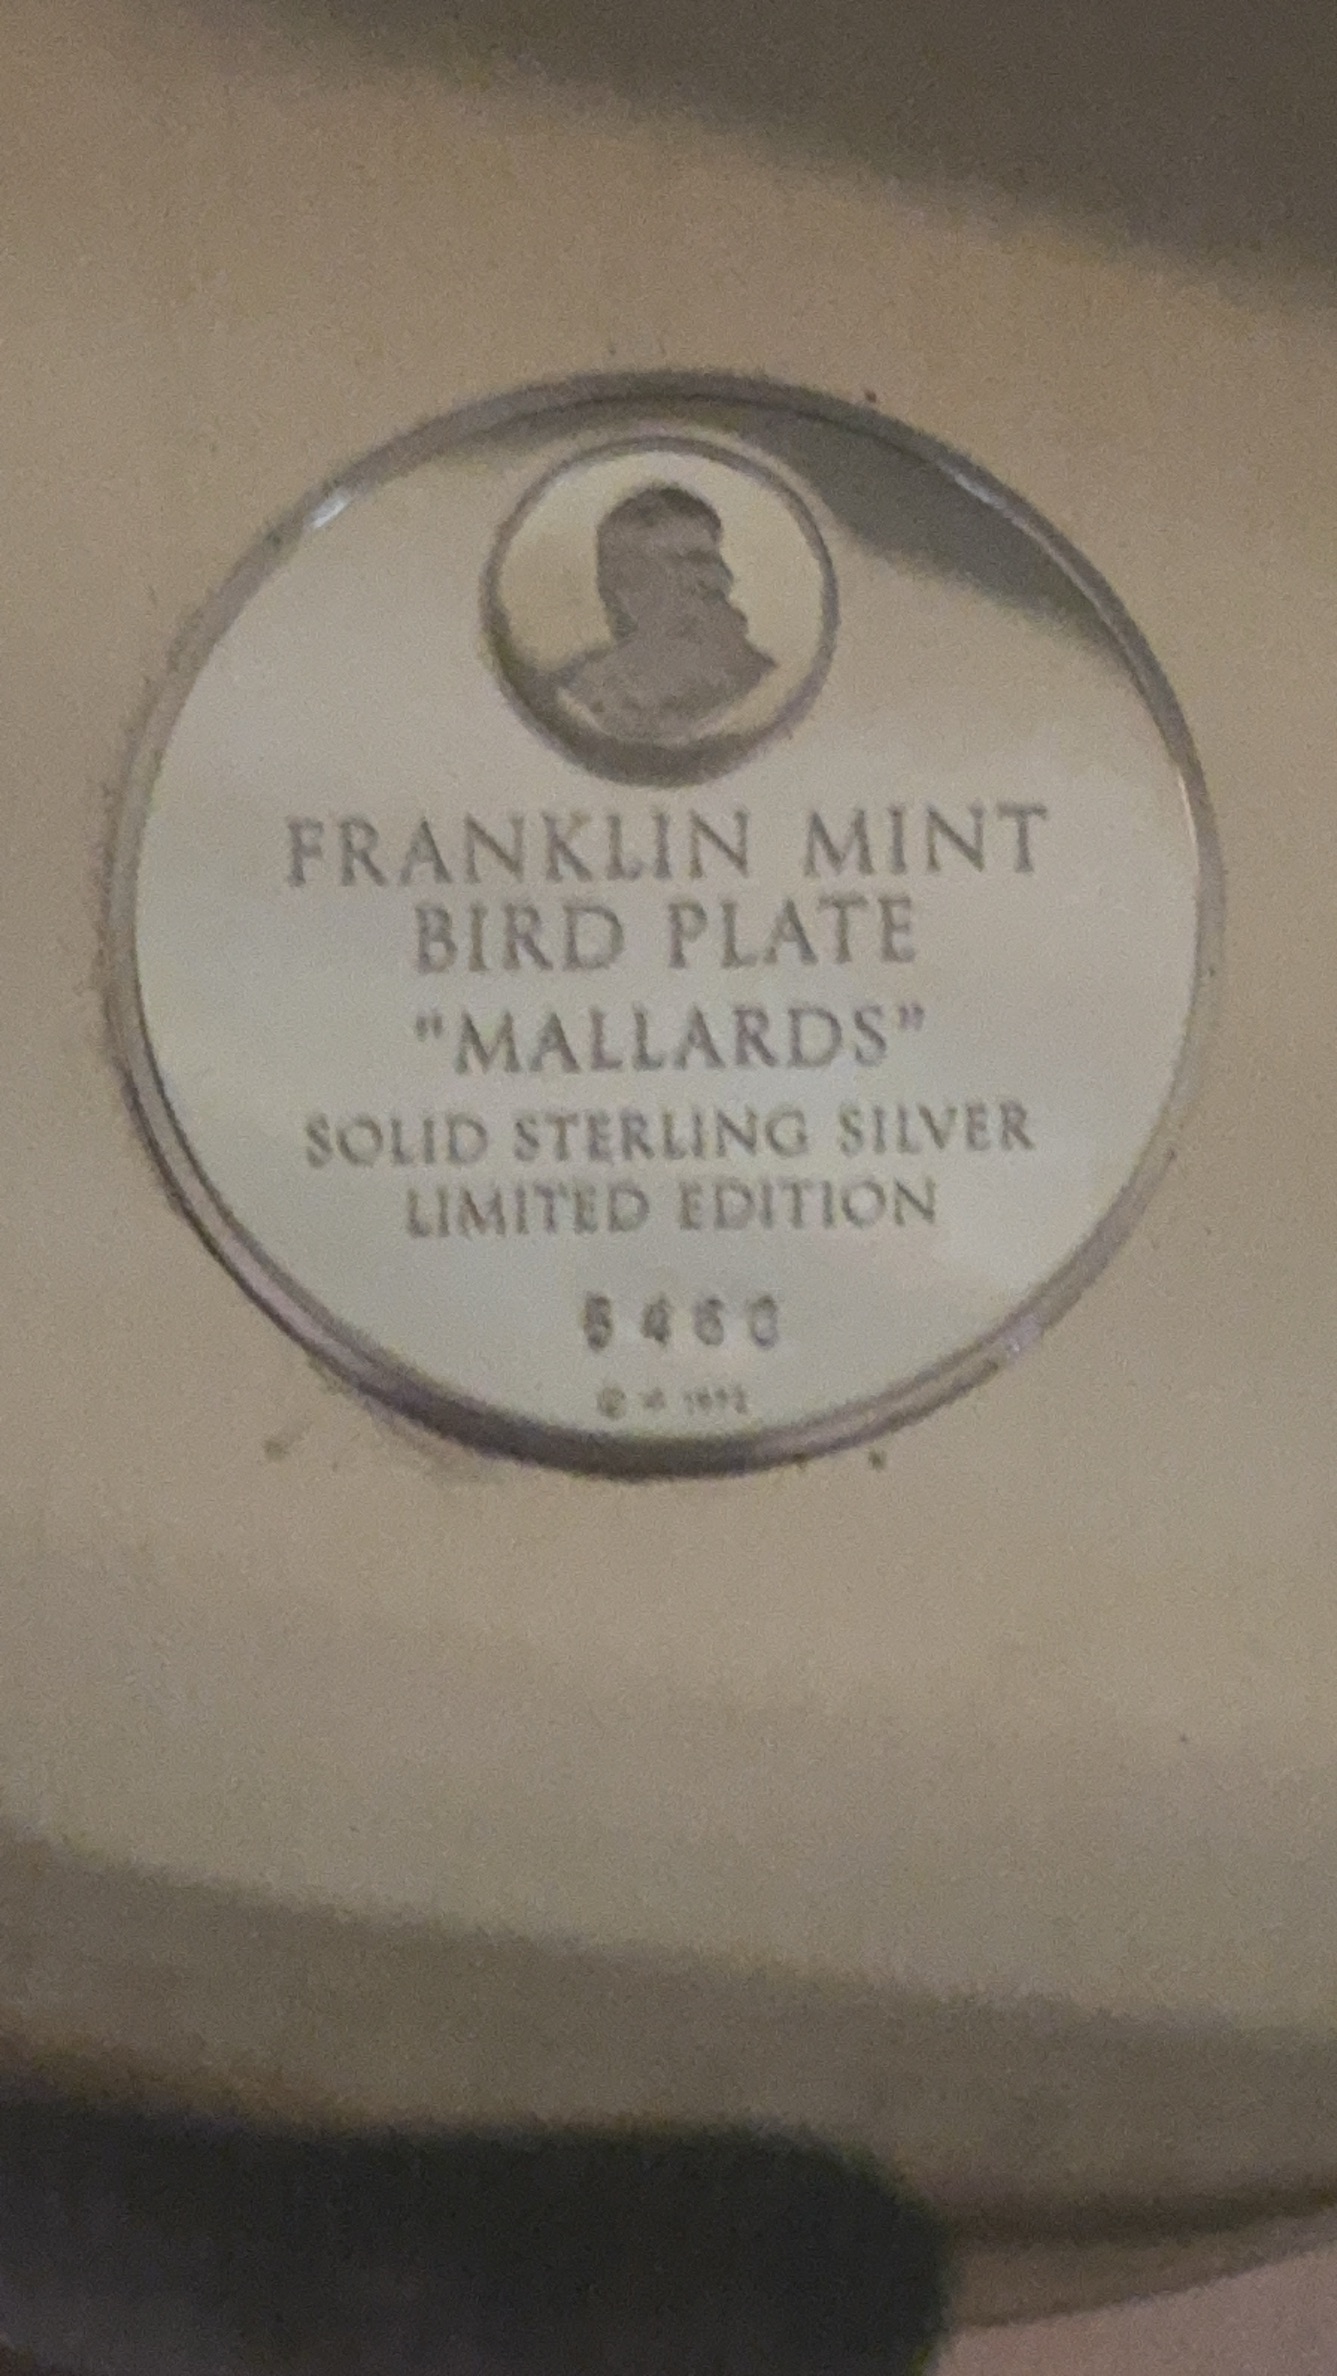 FRANKLIN MINT
BIRD PLATE
"MALLARDS"
SOLID STERLING SILVER
LIMITED EDITION